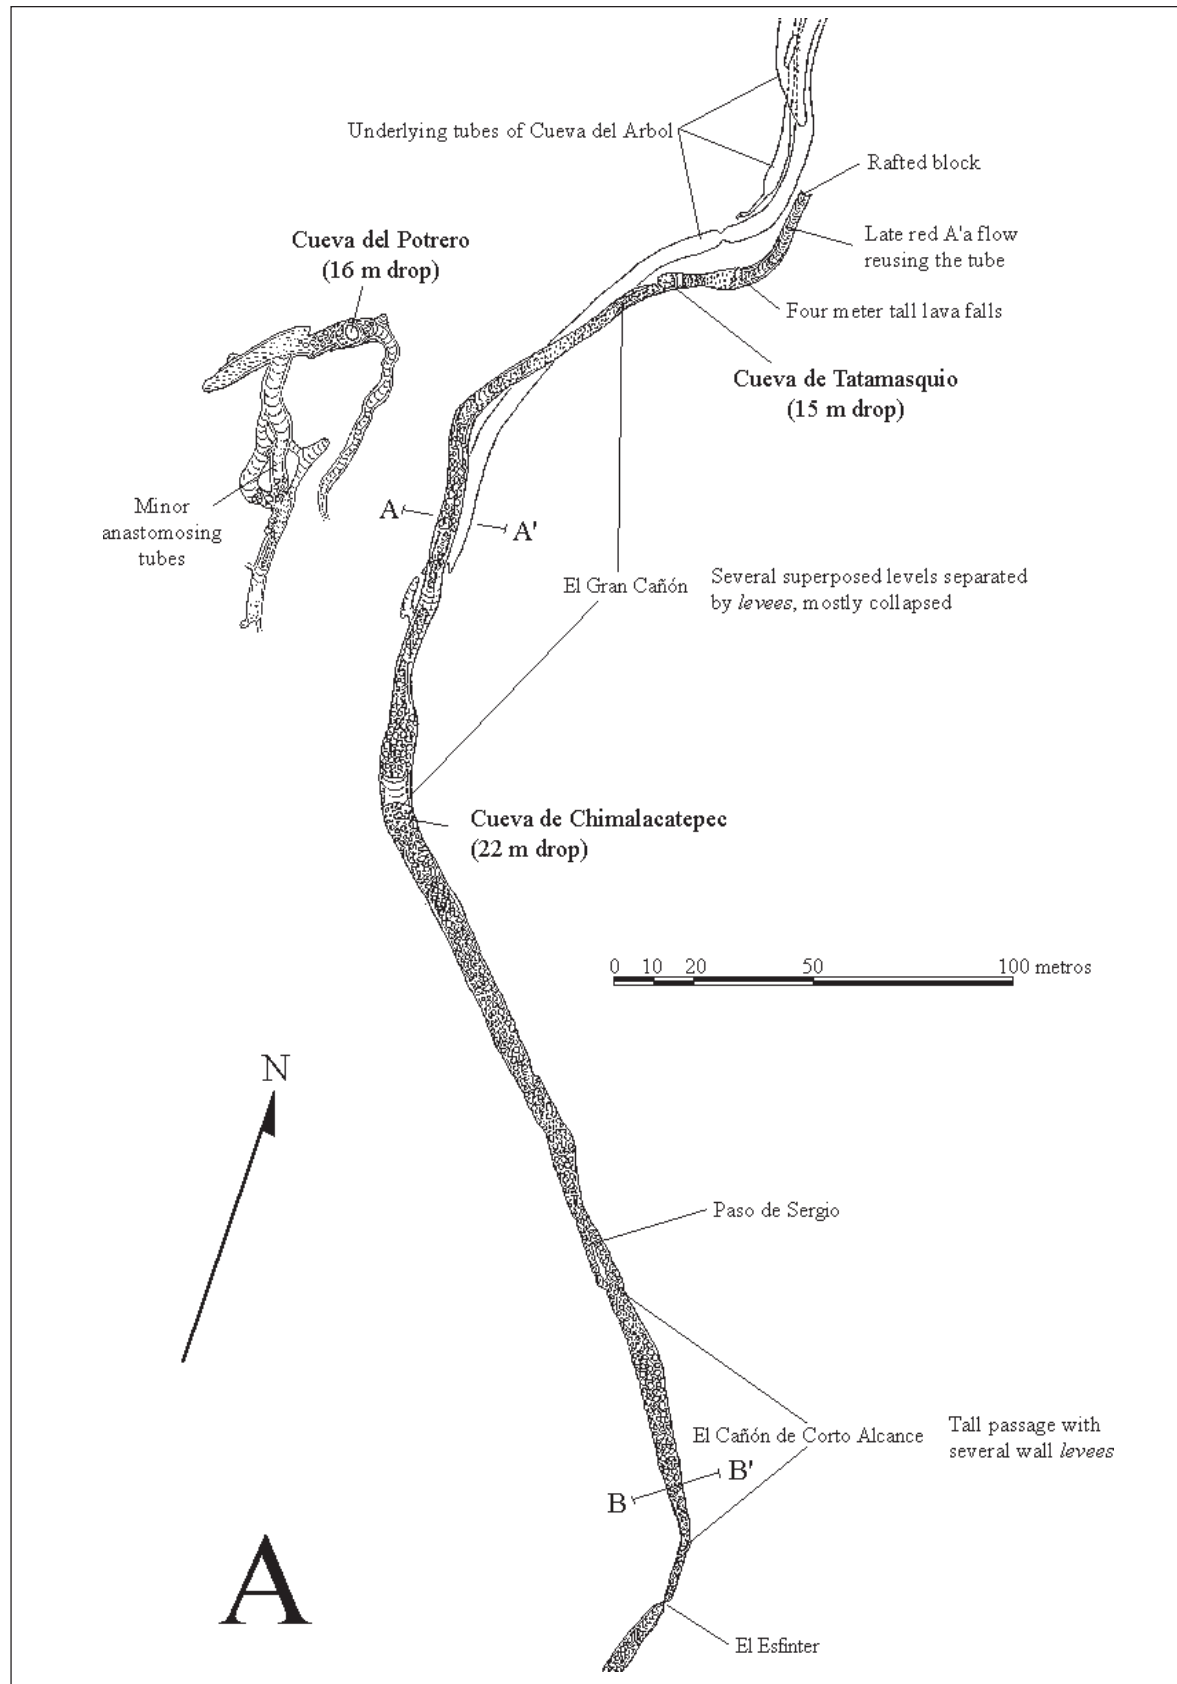 Underlying tubes of Cueva del Arbol
Rafted block
Late red A'a flow
reusing the tube
Cueva del Potrero
(16 m drop)
Four meter tall lava falls
Cueva de Tatamasquio
(15 m drop)
Minor
anastomosing
tubes
A
A'
El Gran Cañón
Several superposed levels separated
by levees, mostly collapsed
Cueva de Chimalacatepec
(22 m drop)
0 10 20 50 100 metros
N
Paso de Sergio
El Cañón de Corto Alcance
Tall passage with
several wall levees
B
B'
A
El Esfinter